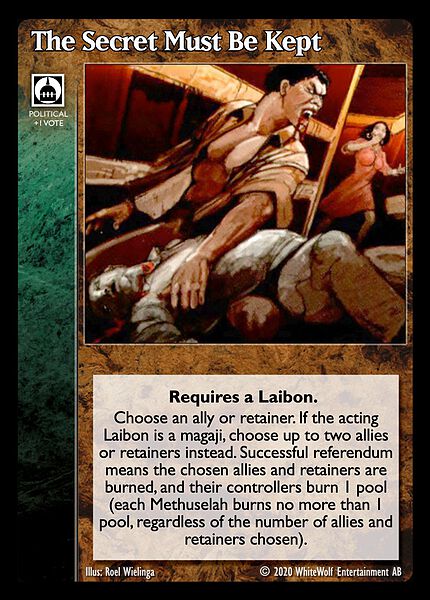 The Secret Must Be Kept
POLITICAL
+1 VOTE
Requires a Laibon.
Choose an ally or retainer. If the acting
Laibon is a magaji, choose up to two allies
or retainers instead. Successful referendum
means the chosen allies and retainers are
burned, and their controllers burn 1 pool
(each Methuselah burns no more than 1
pool, regardless of the number of allies and
retainers chosen).
Illus: Roel Wielinga
© 2020 WhiteWolf Entertainment AB